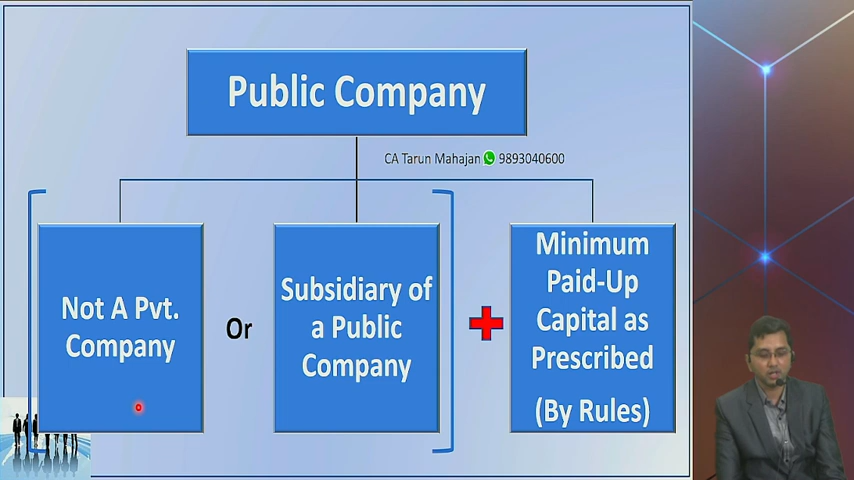 Public Company
CA Tarun Mahajan 9893040600
Not A Pvt.
Company
Or
Subsidiary of
a Public
Company
Minimum
Paid-Up
Capital as
Prescribed
(By Rules)